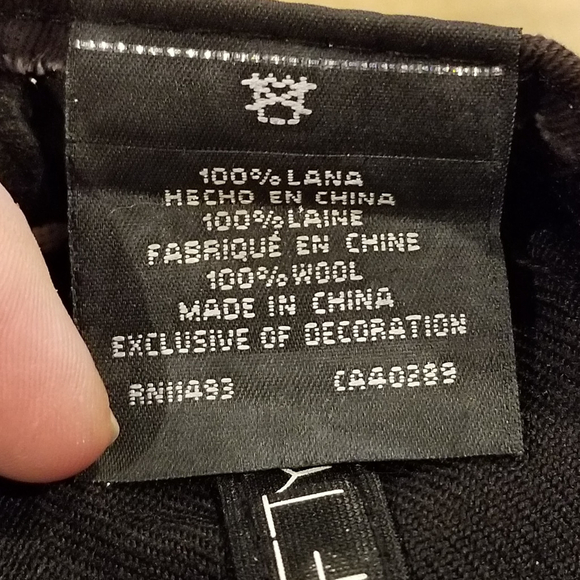 100% LANA
HECHO EN CHINA
100% L'AINE
FABRIQUÉ EN CHINE
100% WOOL
MADE IN CHINA
EXCLUSIVE OF DECORATION
RN11493 CA40289